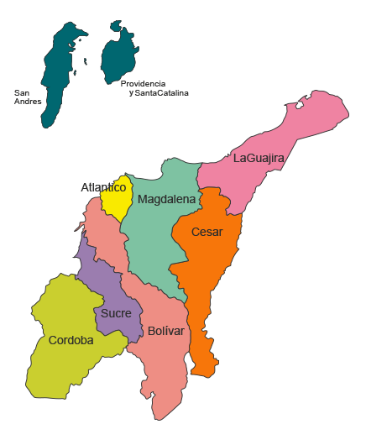 San
Andres
Providencia
y SantaCatalina
LaGuajira
Atlantico
Magdalena
Cesar
Sucre
Bolívar
Cordoba